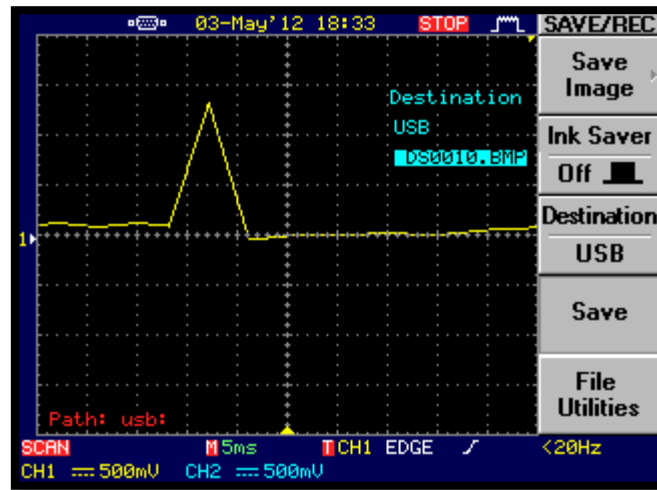 03-May'12 18:33 STOP
SAVE/REC
Save
Image
Destination
USB
DS0010.BMP
Ink Saver
Off
Destination
USB
1
Save
File
Utilities
Path: usb:
SCAN M 5ms T CH1 EDGE <20Hz
CH1 500mV CH2 500mV